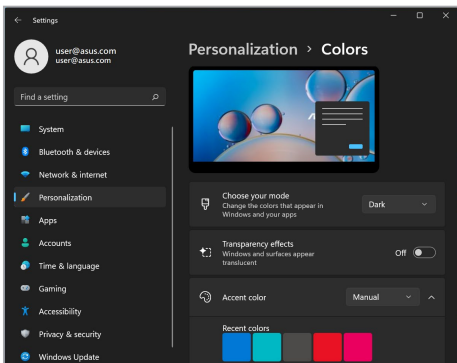 Settings
user@asus.com
user@asus.com
Find a setting
System
Bluetooth & devices
Network & internet
Personalization
Apps
Accounts
Time & language
Gaming
Accessibility
Privacy & security
Windows Update
Personalization > Colors
Choose your mode
Change the colors that appear in
Windows and your apps
Dark
Transparency effects
Windows and surfaces appear
translucent
Off
Accent color
Manual
Recent colors